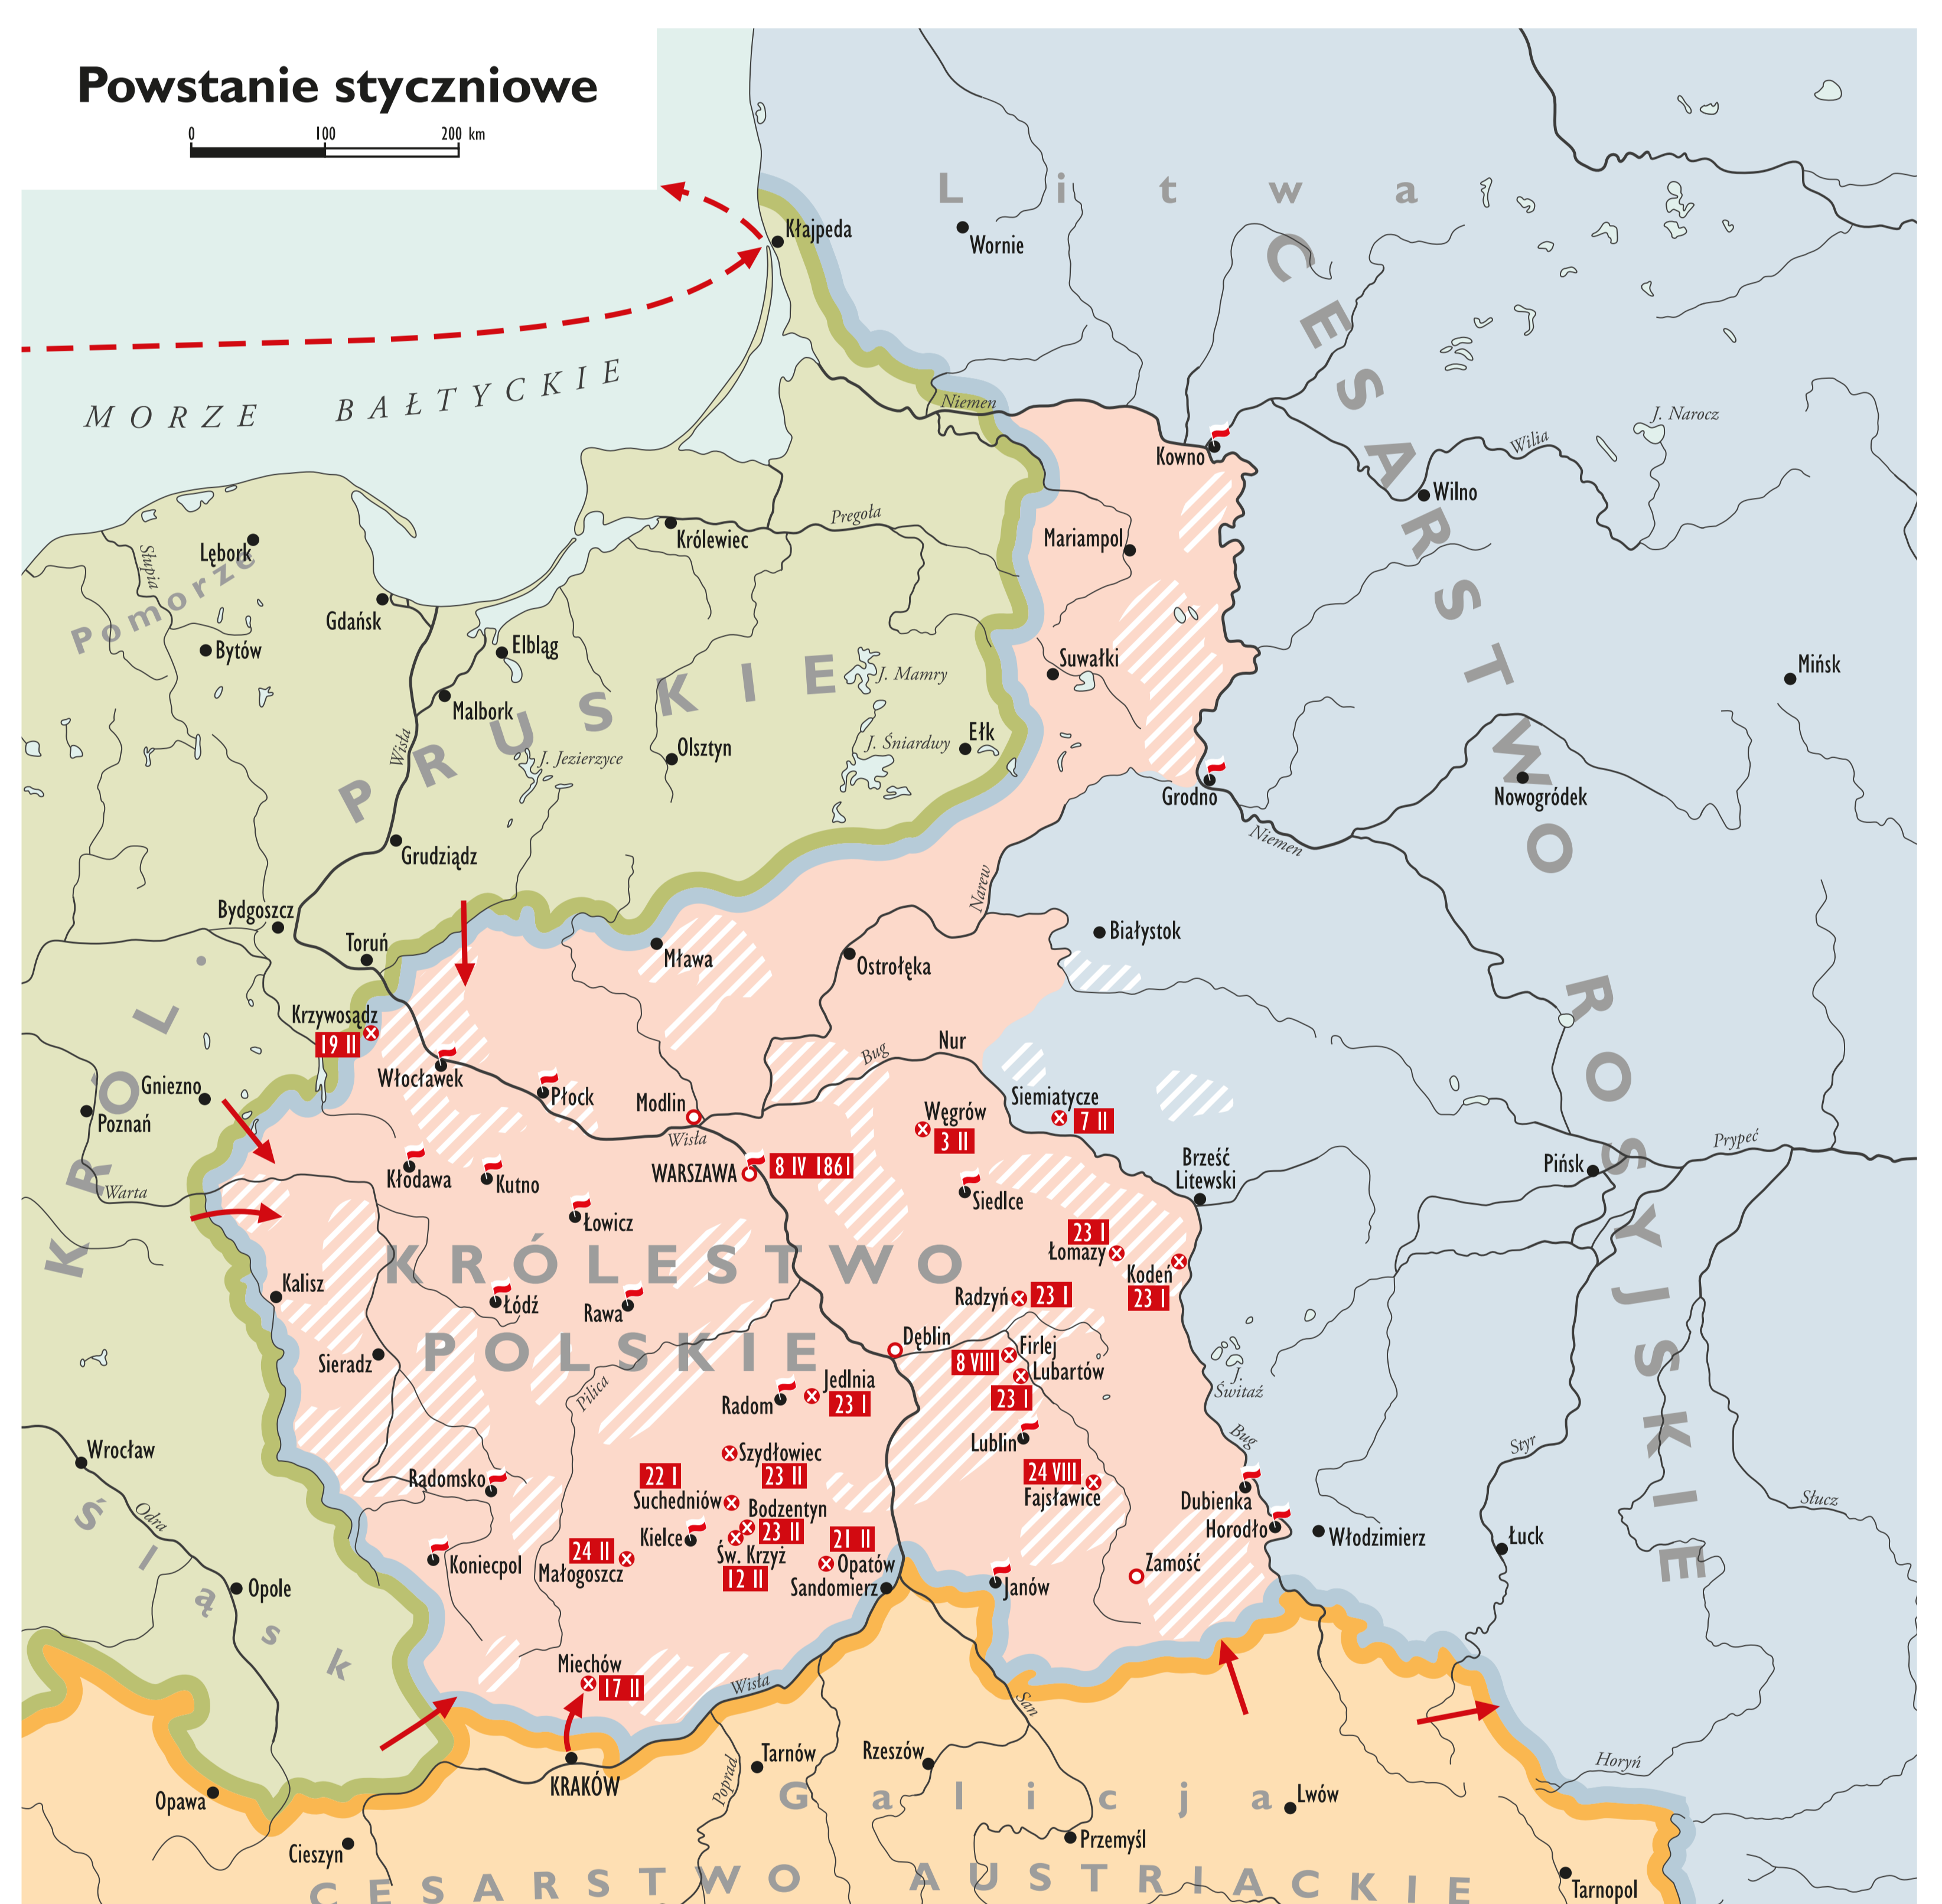 Powstanie styczniowe
0 100 200 km
L i t w a
Kłajpeda
Wornie
CESARSTWO ROSYJSKIE
MORZE BAŁTYCKIE
Niemen
J. Narocz
Wilia
Kowno
Wilno
Pregoła
Królewiec
Mariampol
Lębork
Słupia
Pomorze
Gdańsk
Bytów
Elbląg
Suwałki
Mińsk
J. Mamry
KRÓL. PRUSKIE
Malbork
Wisła
Olsztyn
J. Śniardwy
Ełk
J. Jezierzyce
Grodno
Nowogródek
Niemen
Grudziądz
Narew
Bydgoszcz
Toruń
Białystok
Mława
Ostrołęka
Krzywosądz
19 II
Nur
Bug
Włocławek
Gniezno
Płock
Modlin
Siemiatycze
7 II
Poznań
Węgrów
3 II
Wisła
Prypeć
Brześć
Litewski
Pińsk
WARSZAWA
8 IV 1861
Kłodawa
Kutno
Warta
Siedlce
Łowicz
23 I
Łomazy
KRÓLESTWO
Kodeń
23 I
Kalisz
Radzyń
23 I
Łódź
Rawa
Dęblin
Firlej
8 VIII
POLSKIE
Sieradz
Lubartów
23 I
Jedlnia
23 I
Pilica
Radom
J.
Świtaź
Bug
Styr
Lublin
Wrocław
Szydłowiec
23 II
24 VIII
Fajsławice
Radomsko
22 I
Suchedniów
Dubienka
Słucz
Bodzentyn
23 II
Horodło
Śląsk
Odra
Kielce
21 II
Włodzimierz
Łuck
24 II
Małogoszcz
Św. Krzyż
12 II
Opatów
Zamość
Koniecpol
Sandomierz
Janów
Opole
Miechów
17 II
Wisła
San
Horyń
Tarnów
Rzeszów
KRAKÓW
Poprad
Galicja
Lwów
Opawa
Przemyśl
Cieszyn
CESARSTWO AUSTRIACKIE
Tarnopol